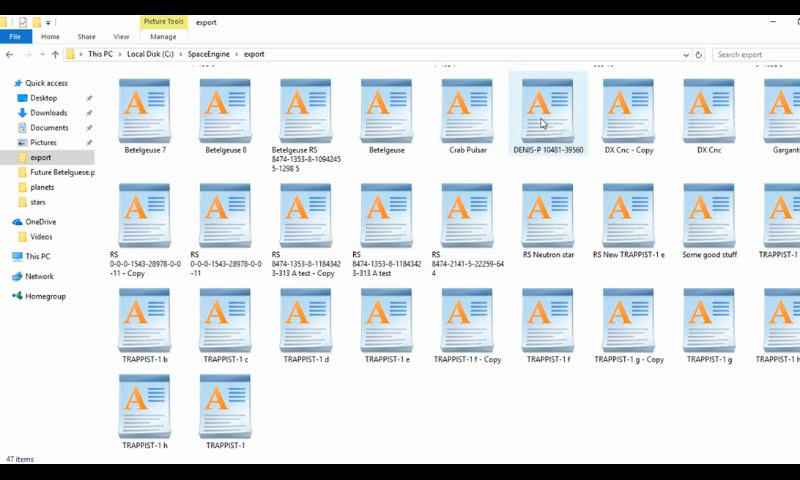 Picture Tools
export
File
Home
Share
View
Manage
This PC
Local Disk (C:)
SpaceEngine
export
Search export
Quick access
Desktop
Downloads
Documents
Pictures
export
Future Betelguese.p
planets
stars
OneDrive
Videos
This PC
Network
Homegroup
Betelgeuse 7
Betelgeuse 8
Betelgeuse RS
8474-1353-8-1094245
5-1298 5
Betelgeuse
Crab Pulsar
DENIS-P 10481-39560
DX Cnc - Copy
DX Cnc
Gargant
RS
0-0-0-1543-28978-0-0
-11 - Copy
RS
0-0-0-1543-28978-0-0
-11
RS
8474-1353-8-1184342
3-313 A test - Copy
RS
8474-1353-8-1184342
3-313 A test
RS
8474-2141-5-22259-64
4
RS Neutron star
RS New TRAPPIST-1 e
Some good stuff
TRAPPIST-1
TRAPPIST-1 b
TRAPPIST-1 c
TRAPPIST-1 d
TRAPPIST-1 e
TRAPPIST-1 f - Copy
TRAPPIST-1 f
TRAPPIST-1 g - Copy
TRAPPIST-1 g
TRAPPIST-1 h
TRAPPIST-1 h
TRAPPIST-1
47 items